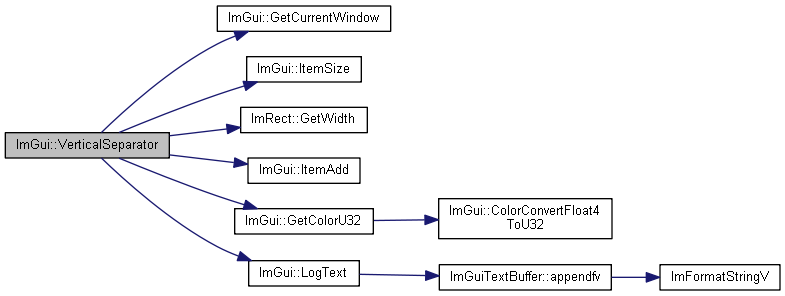 ImGui::GetCurrentWindow
ImGui::ItemSize
ImRect::GetWidth
ImGui::VerticalSeparator
ImGui::ItemAdd
ImGui::GetColorU32
ImGui::ColorConvertFloat4
ToU32
ImGui::LogText
ImGuiTextBuffer::appendfv
ImFormatStringV